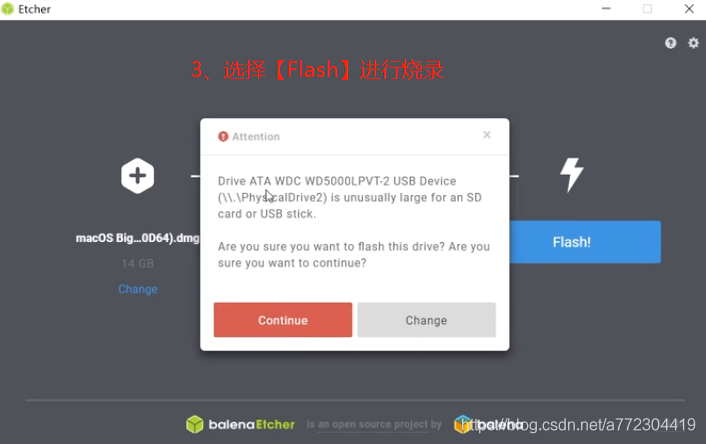 Etcher
3、选择【Flash】进行烧录
Attention
Drive ATA WDC WD5000LPVT-2 USB Device
(\\.\PhysicalDrive2) is unusually large for an SD
card or USB stick.
Are you sure you want to flash this drive? Are you
sure you want to continue?
Continue
Change
macOS Big...0D64).dmg
14 GB
Change
Flash!
balenaEtcher is an open source project by balena
https://blog.csdn.net/a772304419